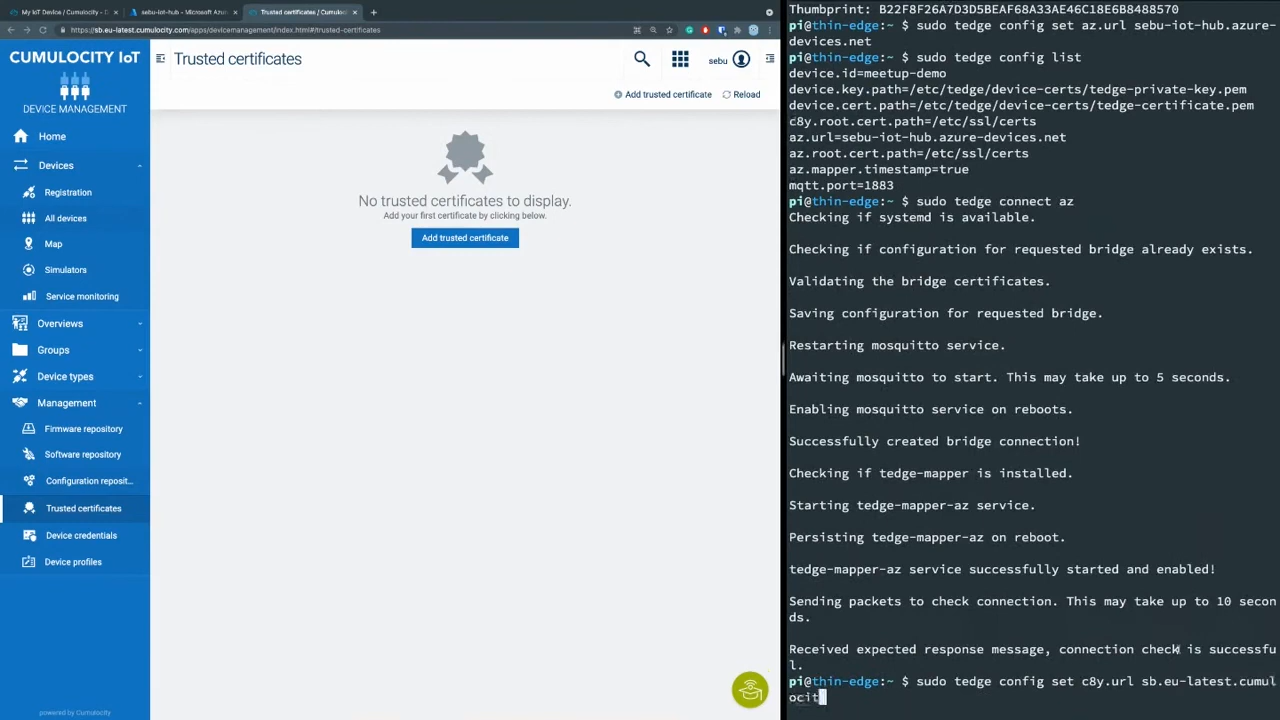 My IoT Device / Cumulocity - D
sebu-iot-hub - Microsoft Azure
Trusted certificates / Cumuloci
https://sb.eu-latest.cumulocity.com/apps/devicemanagement/index.html#/trusted-certificates
CUMULOCITY IoT
DEVICE MANAGEMENT
Home
Devices
Registration
All devices
Map
Simulators
Service monitoring
Overviews
Groups
Device types
Management
Firmware repository
Software repository
Configuration reposit...
Trusted certificates
Device credentials
Device profiles
powered by Cumulocity
Trusted certificates
sebu
Add trusted certificate
Reload
No trusted certificates to display.
Add your first certificate by clicking below.
Add trusted certificate
Thumbprint: B22F8F26A7D3D5BEAF68A3AE46C18E6B8488570
pi@thin-edge:~ > sudo tedge config set az.url sebu-iot-hub.azure-
devices.net
pi@thin-edge:~ > sudo tedge config list
device.id=meetup-demo
device.key.path=/etc/tedge/device-certs/tedge-private-key.pem
device.cert.path=/etc/tedge/device-certs/tedge-certificate.pem
c8y.root.cert.path=/etc/ssl/certs
az.url=sebu-iot-hub.azure-devices.net
az.root.cert.path=/etc/ssl/certs
az.mapper.timestamp=true
mqtt.port=1883
pi@thin-edge:~ > sudo tedge connect az
Checking if systemd is available.
Checking if configuration for requested bridge already exists.
Validating the bridge certificates.
Saving configuration for requested bridge.
Restarting mosquitto service.
Awaiting mosquitto to start. This may take up to 5 seconds.
Enabling mosquitto service on reboots.
Successfully created bridge connection!
Checking if tedge-mapper is installed.
Starting tedge-mapper-az service.
Persisting tedge-mapper-az on reboot.
tedge-mapper-az service successfully started and enabled!
Sending packets to check connection. This may take up to 10 secon
ds.
Received expected response message, connection check is successfu
l.
pi@thin-edge:~ > sudo tedge config set c8y.url sb.eu-latest.cumul
ocit